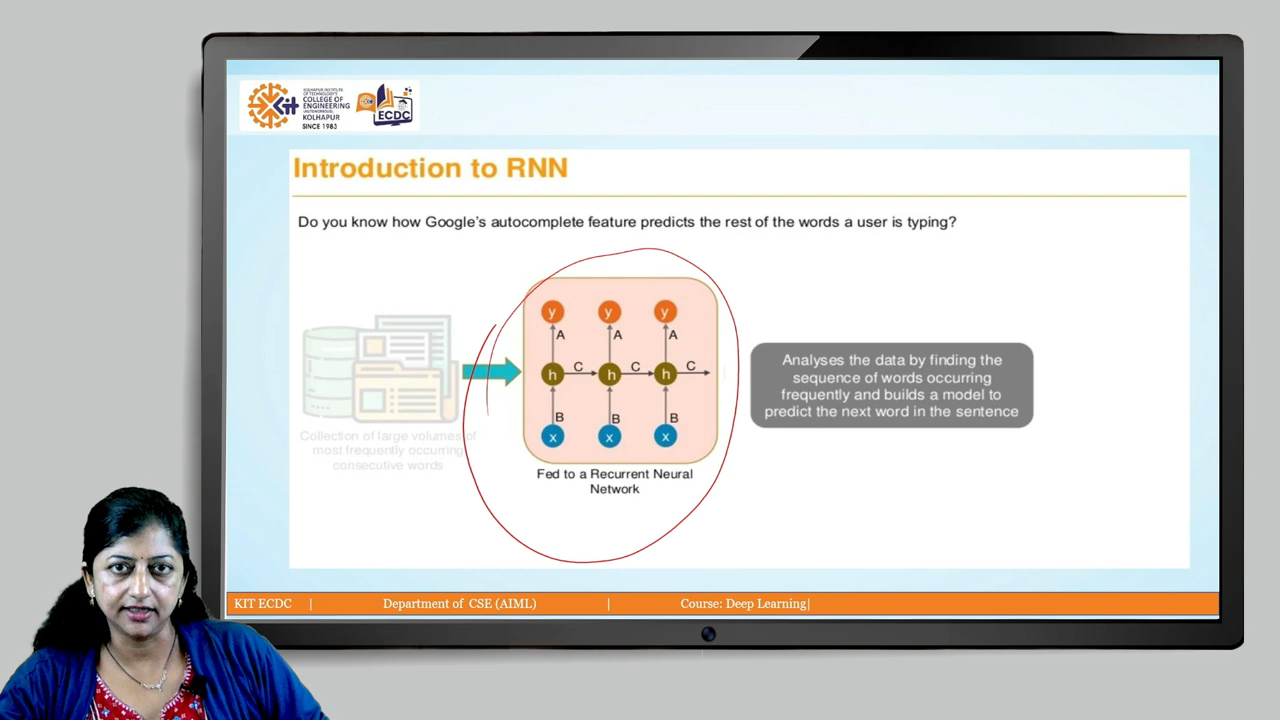 KOLHAPUR INSTITUTE
OF TECHNOLOGY'S
COLLEGE OF
ENGINEERING
(AUTONOMOUS),
KOLHAPUR
SINCE 1983
Kit
ECDC
Introduction to RNN
Do you know how Google's autocomplete feature predicts the rest of the words a user is typing?
y y y
A A A
h C h C h C
B B B
x x x
Collection of large volumes of
most frequently occurring
consecutive words
Fed to a Recurrent Neural
Network
Analyses the data by finding the
sequence of words occurring
frequently and builds a model to
predict the next word in the sentence
KIT ECDC | Department of CSE (AIML) | Course: Deep Learning|